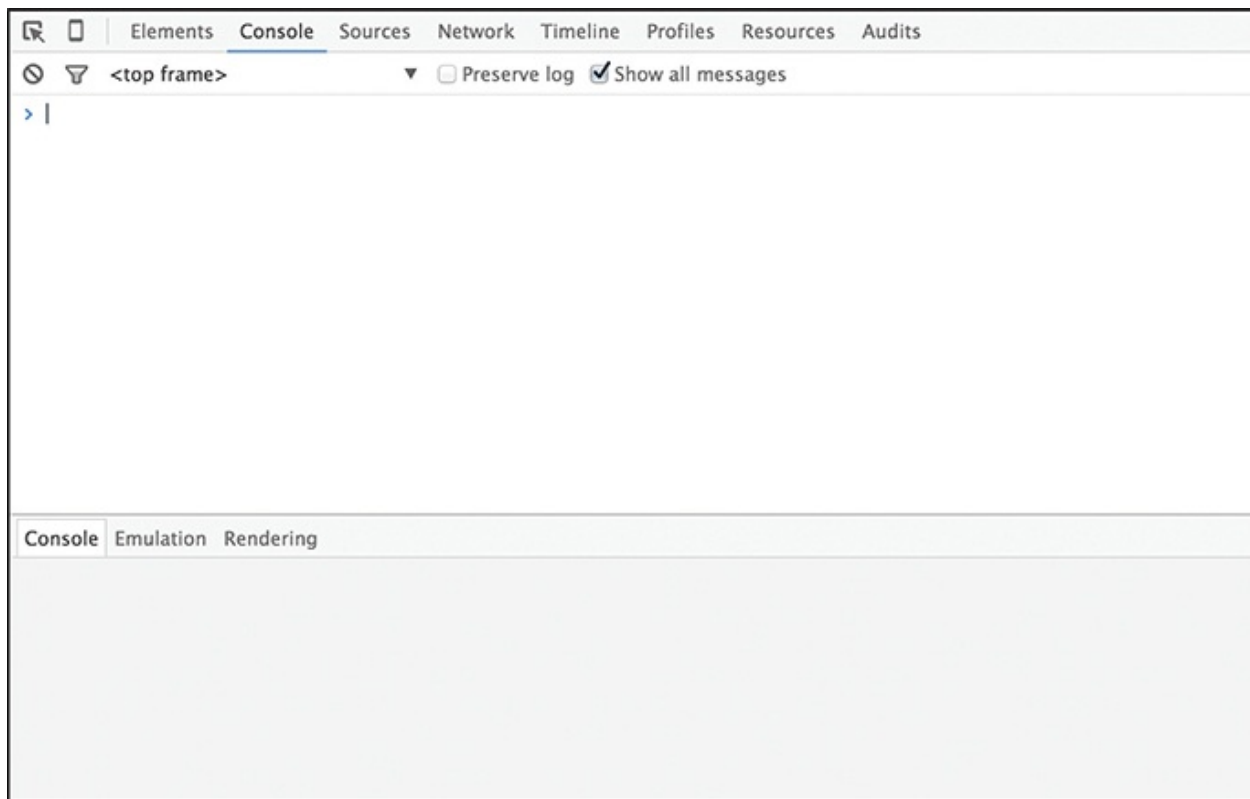 Elements Console Sources Network Timeline Profiles Resources Audits
<top frame> ▼ Preserve log Show all messages
>
Console Emulation Rendering